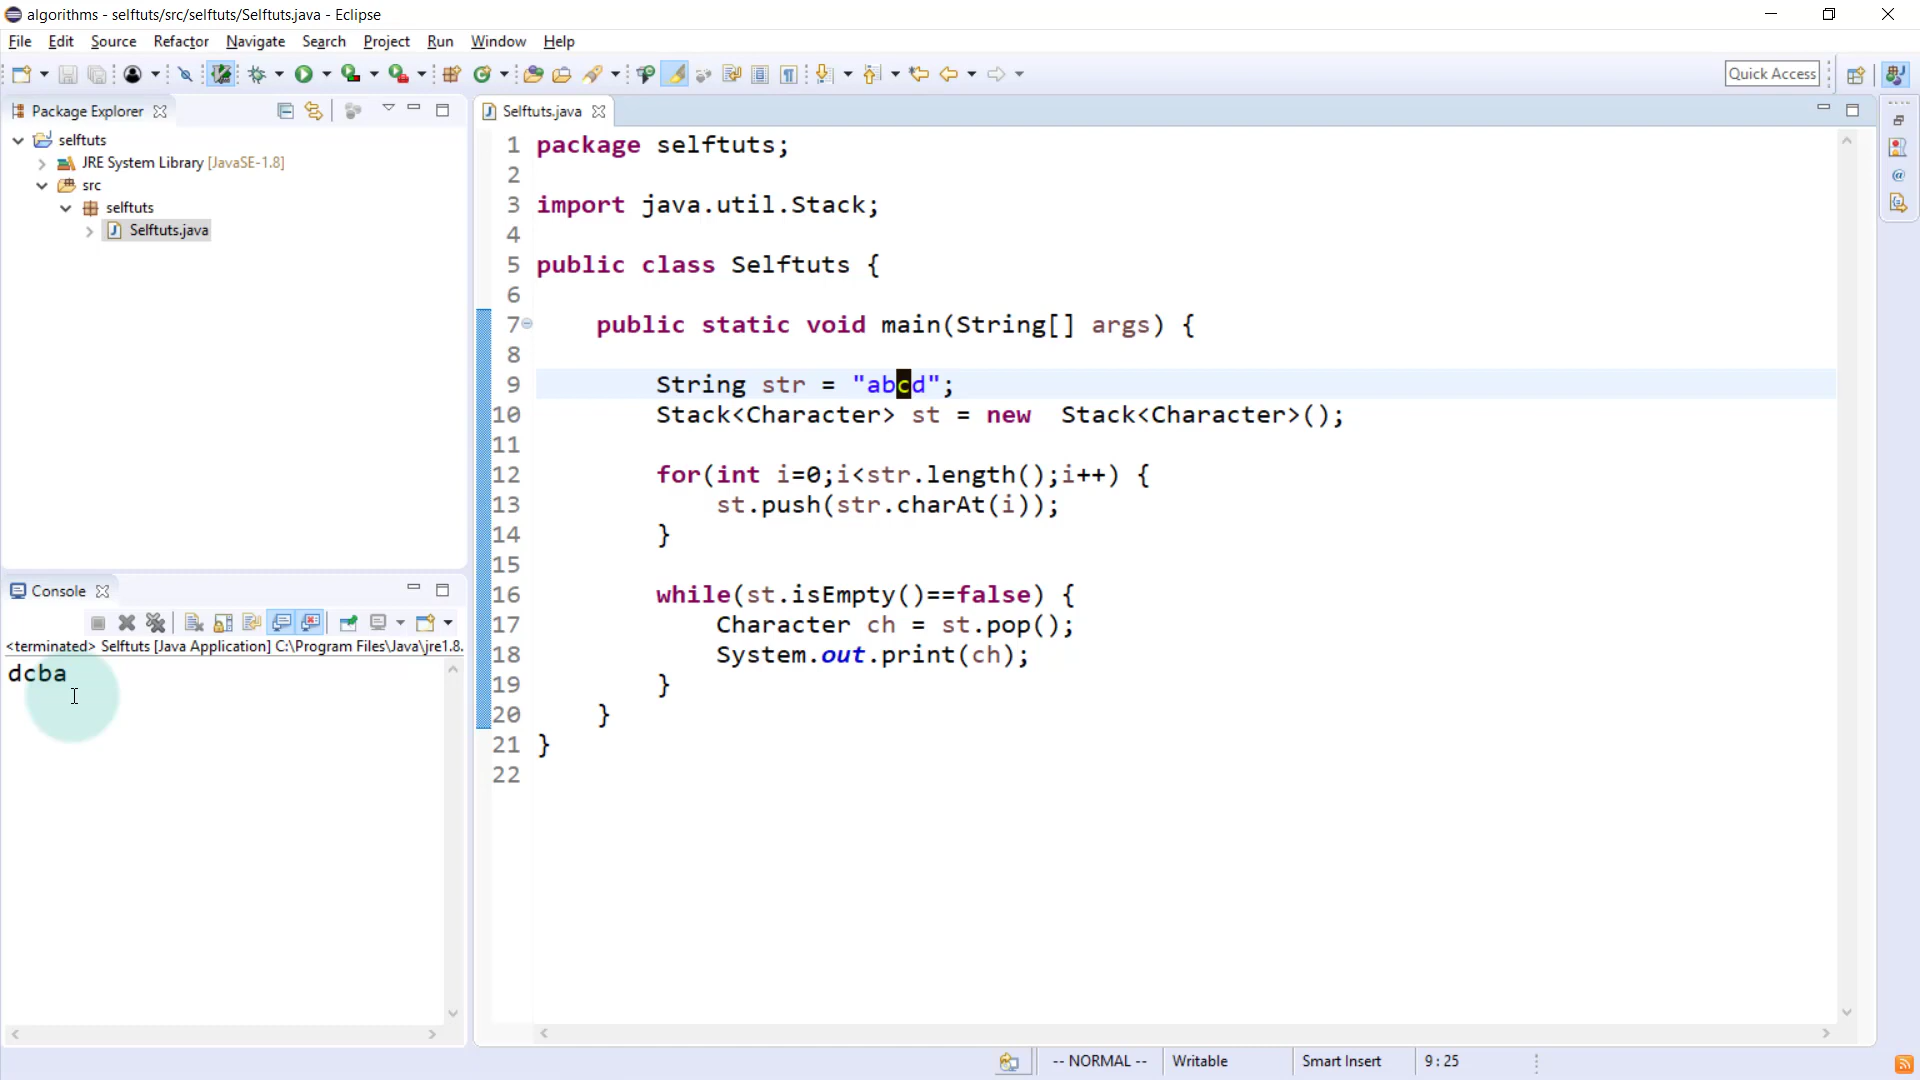 algorithms - selftuts/src/selftuts/Selftuts.java - Eclipse
File Edit Source Refactor Navigate Search Project Run Window Help
Quick Access
Package Explorer
selftuts
JRE System Library [JavaSE-1.8]
src
selftuts
Selftuts.java
Console
<terminated> Selftuts [Java Application] C:\Program Files\Java\jre1.8.
dcba
Selftuts.java
1 package selftuts;
2
3 import java.util.Stack;
4
5 public class Selftuts {
6
7     public static void main(String[] args) {
8
9         String str = "abcd";
10         Stack<Character> st = new  Stack<Character>();
11
12         for(int i=0;i<str.length();i++) {
13             st.push(str.charAt(i));
14         }
15
16         while(st.isEmpty()==false) {
17             Character ch = st.pop();
18             System.out.print(ch);
19         }
20     }
21 }
22
-- NORMAL -- Writable Smart Insert 9 : 25